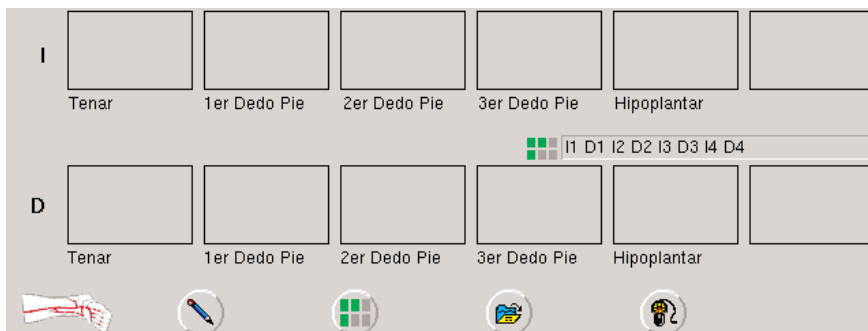 I
Tenar 1er Dedo Pie 2er Dedo Pie 3er Dedo Pie Hipoplantar
I1 D1 I2 D2 I3 D3 I4 D4
D
Tenar 1er Dedo Pie 2er Dedo Pie 3er Dedo Pie Hipoplantar